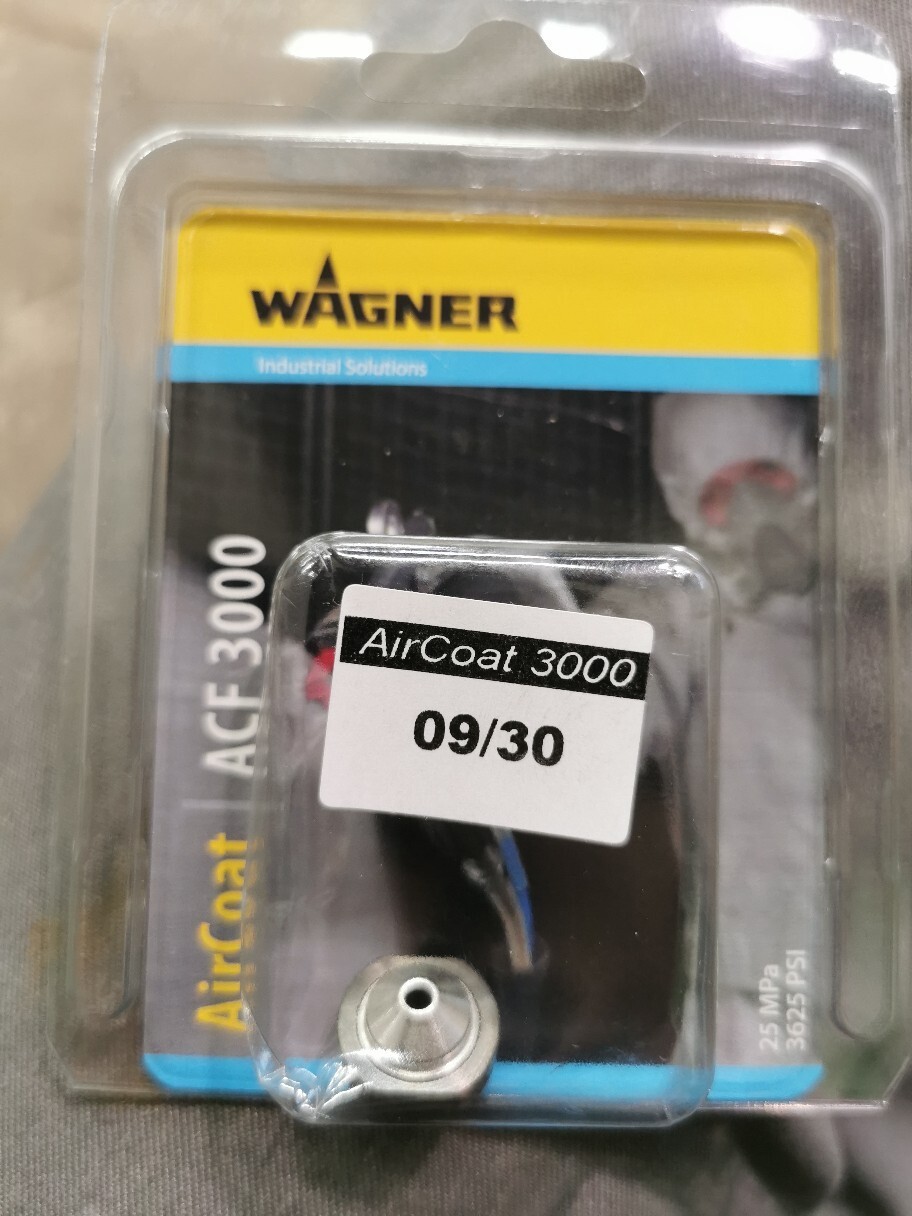 WAGNER
Industrial Solutions
AirCoat | ACF 3000
AirCoat 3000
09/30
25 MPa
3625 PSI